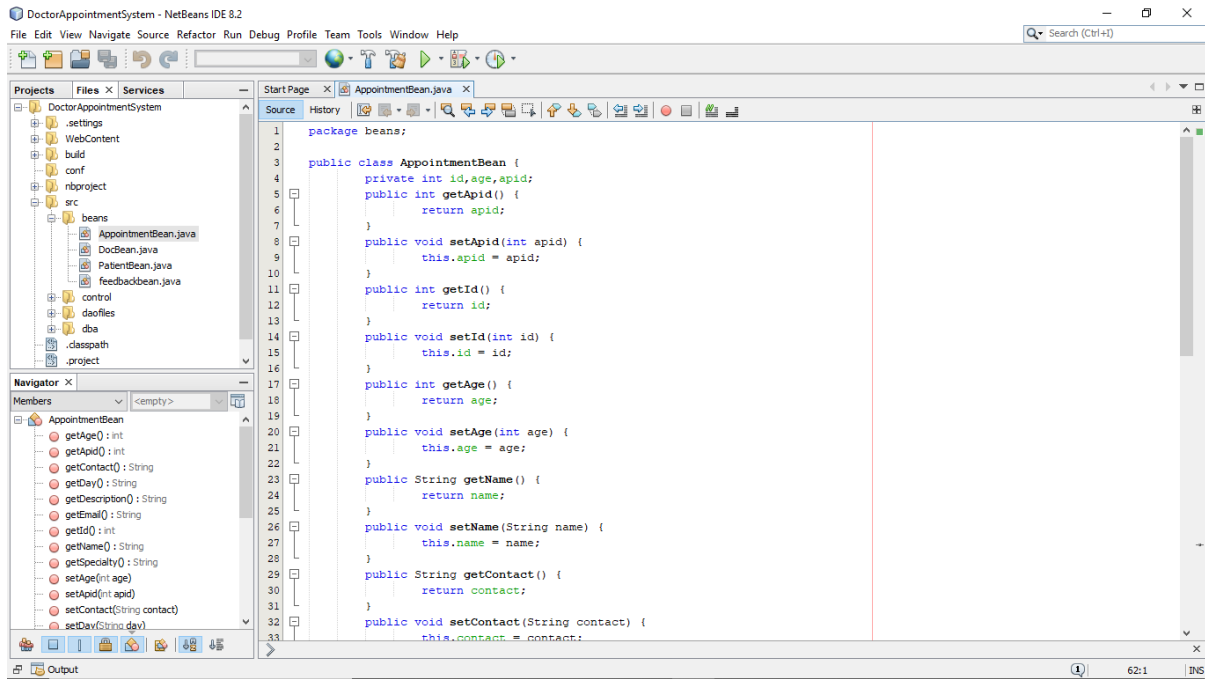 DoctorAppointmentSystem - NetBeans IDE 8.2
File Edit View Navigate Source Refactor Run Debug Profile Team Tools Window Help
Search (Ctrl+I)
Projects Files × Services
DoctorAppointmentSystem
.settings
WebContent
build
conf
nbproject
src
beans
AppointmentBean.java
DocBean.java
PatientBean.java
feedbackbean.java
control
daofiles
dba
.classpath
.project
Navigator ×
Members <empty>
AppointmentBean
getAge() : int
getApid() : int
getContact() : String
getDay() : String
getDescription() : String
getEmail() : String
getId() : int
getName() : String
getSpecialty() : String
setAge(int age)
setApid(int apid)
setContact(String contact)
setDay(String day)
Start Page × AppointmentBean.java ×
Source History
1 package beans;
2
3 public class AppointmentBean {
4 private int id,age,apid;
5 public int getApid() {
6 return apid;
7 }
8 public void setApid(int apid) {
9 this.apid = apid;
10 }
11 public int getId() {
12 return id;
13 }
14 public void setId(int id) {
15 this.id = id;
16 }
17 public int getAge() {
18 return age;
19 }
20 public void setAge(int age) {
21 this.age = age;
22 }
23 public String getName() {
24 return name;
25 }
26 public void setName(String name) {
27 this.name = name;
28 }
29 public String getContact() {
30 return contact;
31 }
32 public void setContact(String contact) {
33 this.contact = contact;
Output
1 62:1 INS